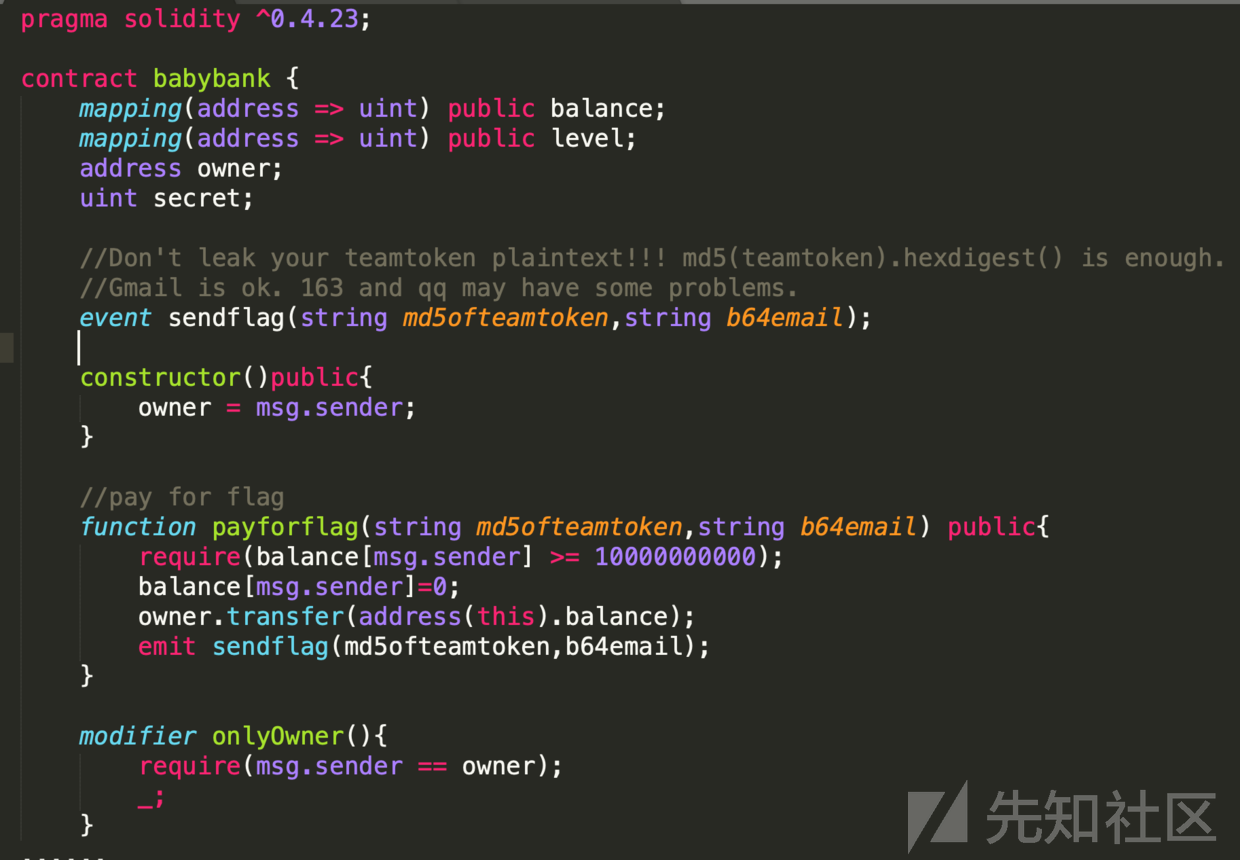 pragma solidity ^0.4.23;
contract babybank {
    mapping(address => uint) public balance;
    mapping(address => uint) public level;
    address owner;
    uint secret;
    //Don't leak your teamtoken plaintext!!! md5(teamtoken).hexdigest() is enough.
    //Gmail is ok. 163 and qq may have some problems.
    event sendflag(string md5ofteamtoken,string b64email);
    constructor()public{
        owner = msg.sender;
    }
    //pay for flag
    function payforflag(string md5ofteamtoken,string b64email) public{
        require(balance[msg.sender] >= 10000000000);
        balance[msg.sender]=0;
        owner.transfer(address(this).balance);
        emit sendflag(md5ofteamtoken,b64email);
    }
    modifier onlyOwner(){
        require(msg.sender == owner);
        _;
    }
先知社区